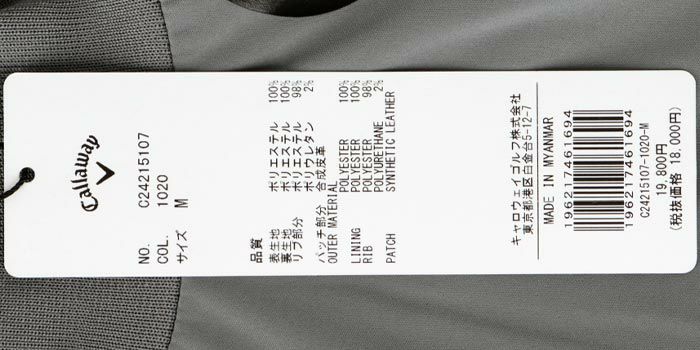 Callaway
NO. C24215107
COL. 1020
サイズ M
品質
表生地 ポリエステル 100%
裏生地 ポリエステル 100%
リブ部分 ポリエステル 98%
ポリウレタン 2%
パッチ部分 合成皮革
OUTER MATERIAL
POLYESTER 100%
LINING POLYESTER 100%
RIB POLYESTER 98%
POLYURETHANE 2%
PATCH SYNTHETIC LEATHER
キャロウェイゴルフ株式会社
東京都港区白金台5-12-7
MADE IN MYANMAR
196217461694
196217461694
C24215107-1020-M
19,800円
(税抜価格 18,000円)